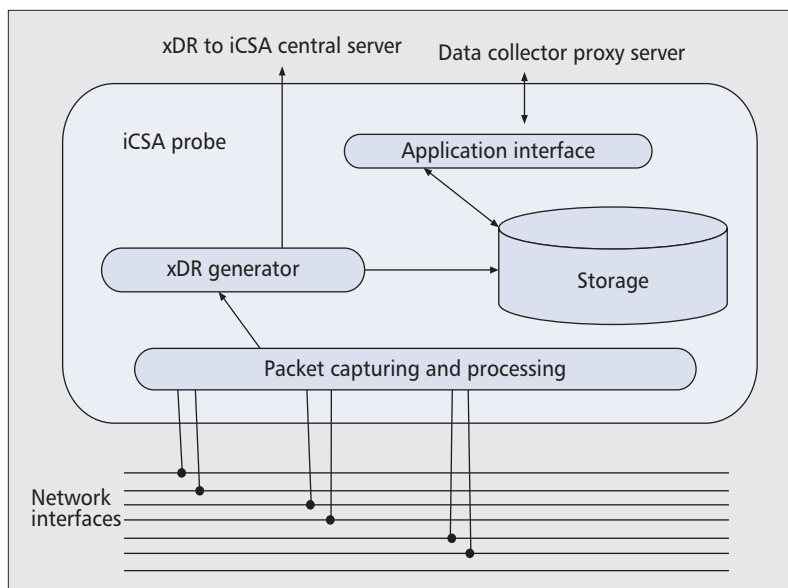 xDR to iCSA central server
Data collector proxy server
iCSA probe
Application interface
xDR generator
Storage
Packet capturing and processing
Network
interfaces